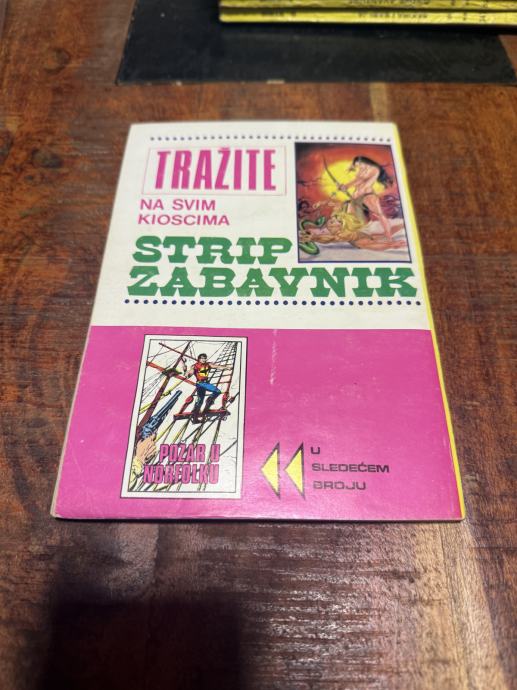 TRAŽITE
NA SVIM
KIOSCIMA
STRIP
ZABAVNIK
POŽAR U
NORFOLKU
U
SLEDEĆEM
BROJU